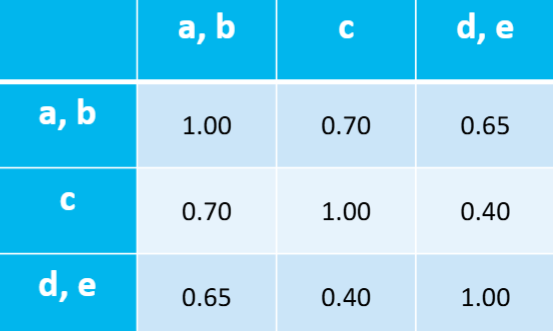 a, b c d, e
a, b 1.00 0.70 0.65
c 0.70 1.00 0.40
d, e 0.65 0.40 1.00